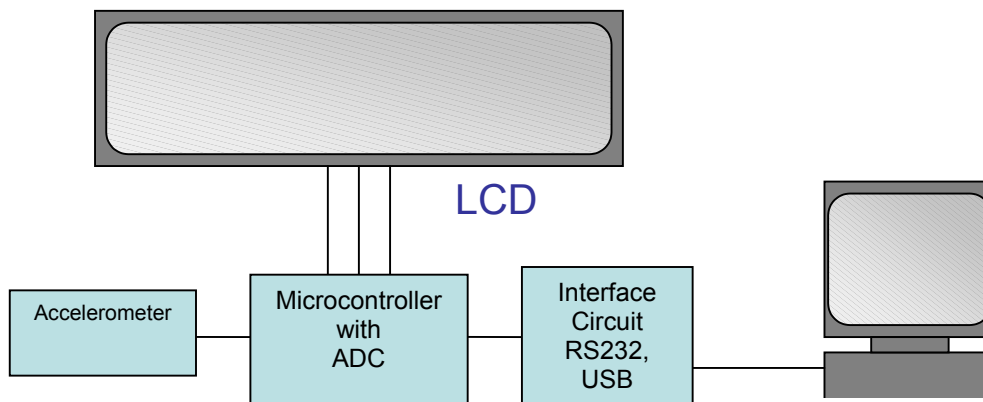 LCD
Accelerometer
Microcontroller
with
ADC
Interface
Circuit
RS232,
USB